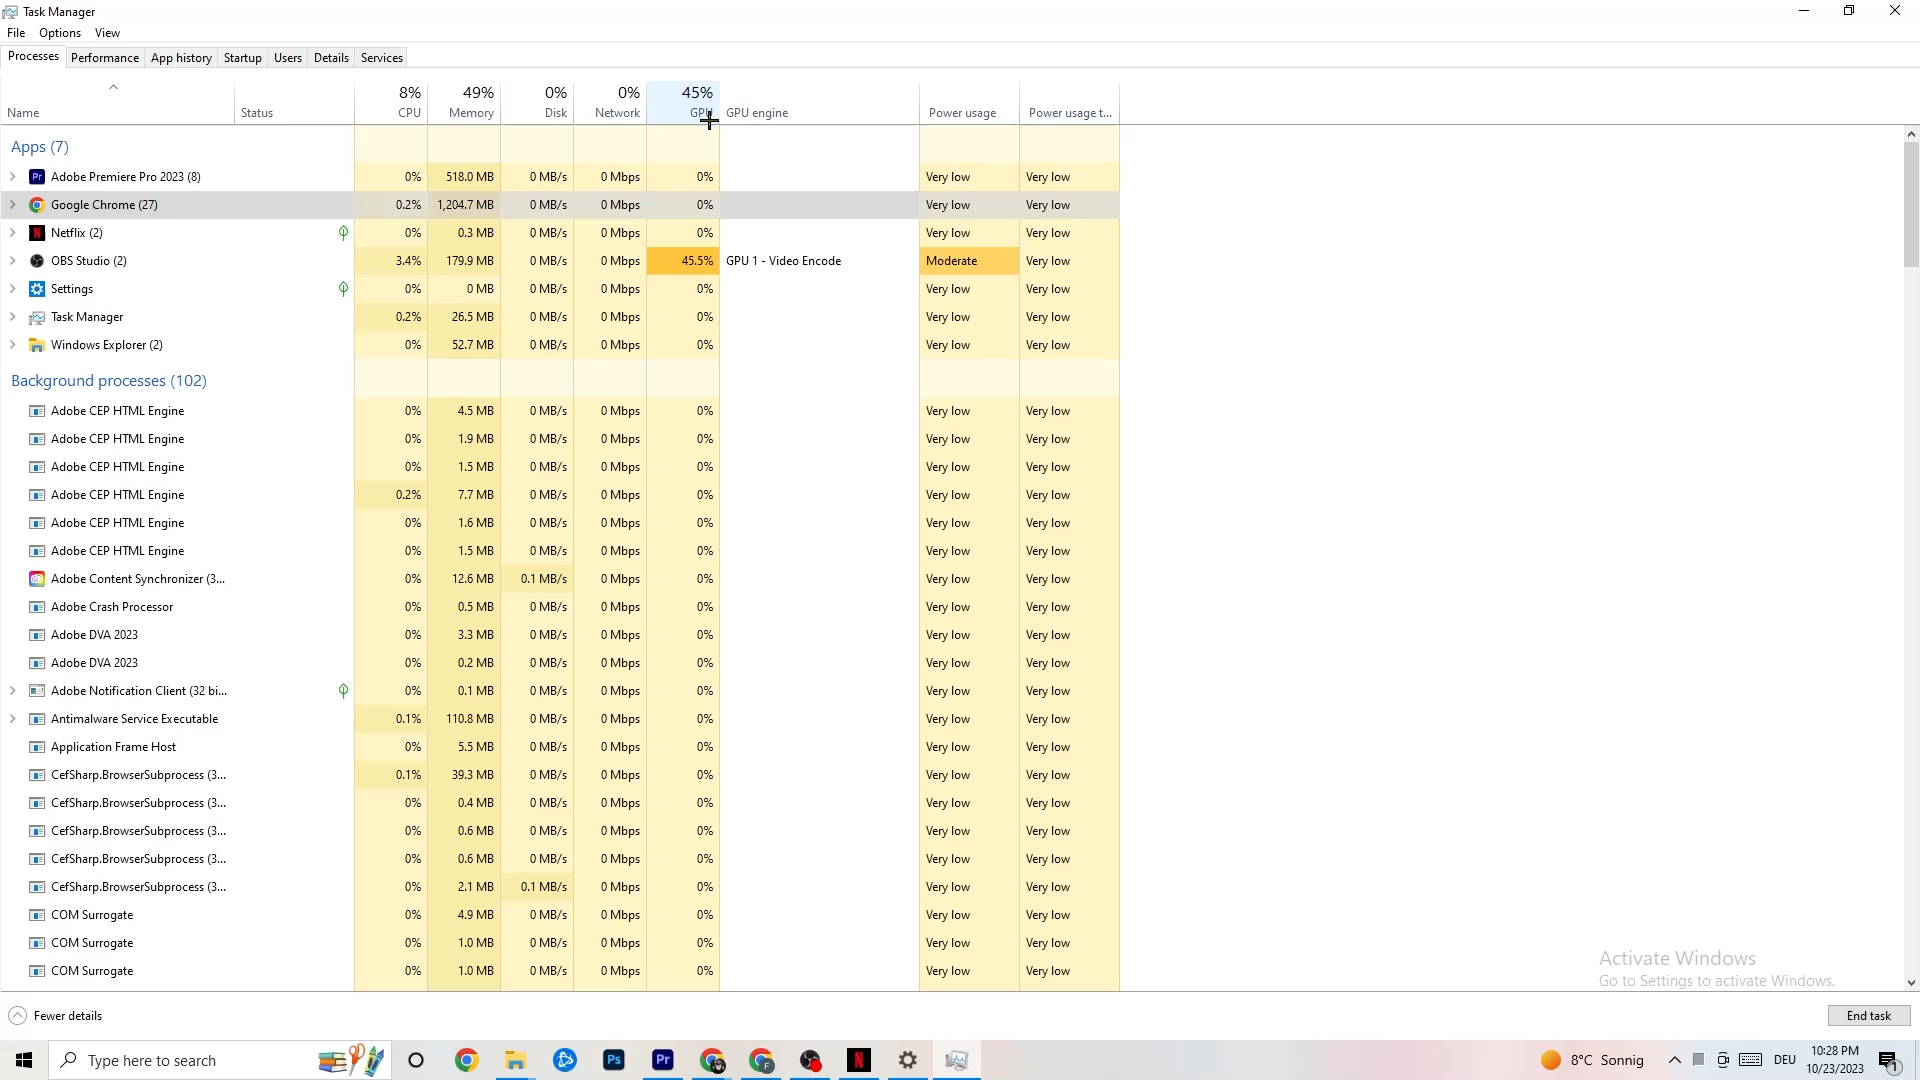 Task Manager
File Options View
Processes Performance App history Startup Users Details Services
8% 49% 0% 0% 45%
Name Status CPU Memory Disk Network GPU GPU engine Power usage Power usage t...
Apps (7)
Adobe Premiere Pro 2023 (8) 0% 518.0 MB 0 MB/s 0 Mbps 0% Very low Very low
Google Chrome (27) 0.2% 1,204.7 MB 0 MB/s 0 Mbps 0% Very low Very low
Netflix (2) 0% 0.3 MB 0 MB/s 0 Mbps 0% Very low Very low
OBS Studio (2) 3.4% 179.9 MB 0 MB/s 0 Mbps 45.5% GPU 1 - Video Encode Moderate Very low
Settings 0% 0 MB 0 MB/s 0 Mbps 0% Very low Very low
Task Manager 0.2% 26.5 MB 0 MB/s 0 Mbps 0% Very low Very low
Windows Explorer (2) 0% 52.7 MB 0 MB/s 0 Mbps 0% Very low Very low
Background processes (102)
Adobe CEP HTML Engine 0% 4.5 MB 0 MB/s 0 Mbps 0% Very low Very low
Adobe CEP HTML Engine 0% 1.9 MB 0 MB/s 0 Mbps 0% Very low Very low
Adobe CEP HTML Engine 0% 1.5 MB 0 MB/s 0 Mbps 0% Very low Very low
Adobe CEP HTML Engine 0.2% 7.7 MB 0 MB/s 0 Mbps 0% Very low Very low
Adobe CEP HTML Engine 0% 1.6 MB 0 MB/s 0 Mbps 0% Very low Very low
Adobe CEP HTML Engine 0% 1.5 MB 0 MB/s 0 Mbps 0% Very low Very low
Adobe Content Synchronizer (3... 0% 12.6 MB 0.1 MB/s 0 Mbps 0% Very low Very low
Adobe Crash Processor 0% 0.5 MB 0 MB/s 0 Mbps 0% Very low Very low
Adobe DVA 2023 0% 3.3 MB 0 MB/s 0 Mbps 0% Very low Very low
Adobe DVA 2023 0% 0.2 MB 0 MB/s 0 Mbps 0% Very low Very low
Adobe Notification Client (32 bi... 0% 0.1 MB 0 MB/s 0 Mbps 0% Very low Very low
Antimalware Service Executable 0.1% 110.8 MB 0 MB/s 0 Mbps 0% Very low Very low
Application Frame Host 0% 5.5 MB 0 MB/s 0 Mbps 0% Very low Very low
CefSharp.BrowserSubprocess (3... 0.1% 39.3 MB 0 MB/s 0 Mbps 0% Very low Very low
CefSharp.BrowserSubprocess (3... 0% 0.4 MB 0 MB/s 0 Mbps 0% Very low Very low
CefSharp.BrowserSubprocess (3... 0% 0.6 MB 0 MB/s 0 Mbps 0% Very low Very low
CefSharp.BrowserSubprocess (3... 0% 0.6 MB 0 MB/s 0 Mbps 0% Very low Very low
CefSharp.BrowserSubprocess (3... 0% 2.1 MB 0.1 MB/s 0 Mbps 0% Very low Very low
COM Surrogate 0% 4.9 MB 0 MB/s 0 Mbps 0% Very low Very low
COM Surrogate 0% 1.0 MB 0 MB/s 0 Mbps 0% Very low Very low
COM Surrogate 0% 1.0 MB 0 MB/s 0 Mbps 0% Very low Very low
Activate Windows
Go to Settings to activate Windows.
Fewer details End task
Type here to search 8°C Sonnig DEU 10:28 PM
10/23/2023